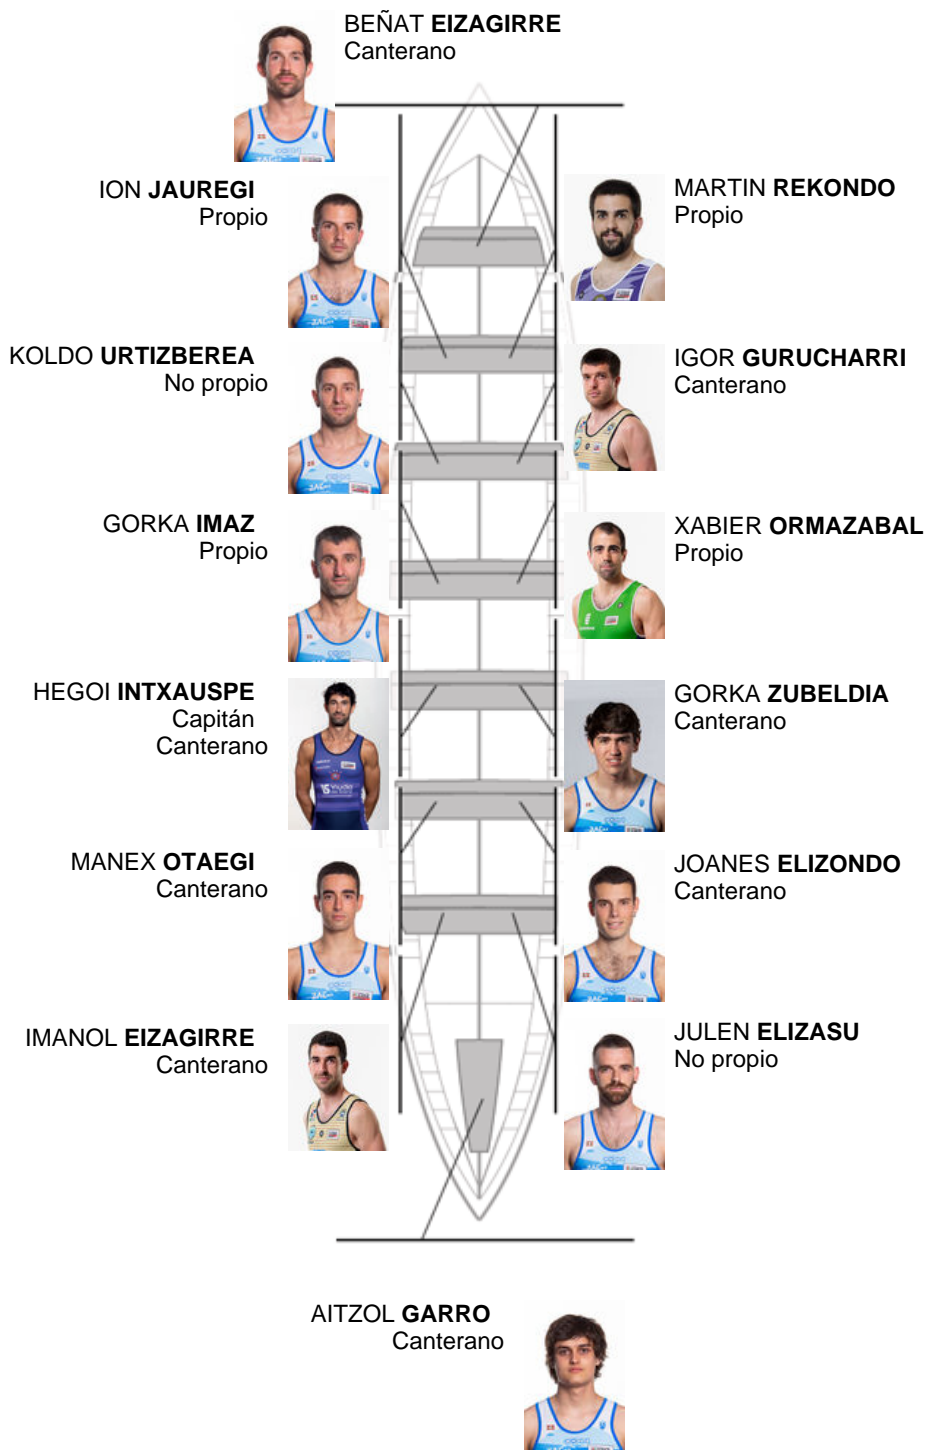 BEÑAT EIZAGIRRE
Canterano
ION JAUREGI
Propio
MARTIN REKONDO
Propio
KOLDO URTIZBEREA
No propio
IGOR GURUCHARRI
Canterano
GORKA IMAZ
Propio
XABIER ORMAZABAL
Propio
HEGOI INTXAUSPE
Capitán
Canterano
GORKA ZUBELDIA
Canterano
MANEX OTAEGI
Canterano
JOANES ELIZONDO
Canterano
IMANOL EIZAGIRRE
Canterano
JULEN ELIZASU
No propio
AITZOL GARRO
Canterano